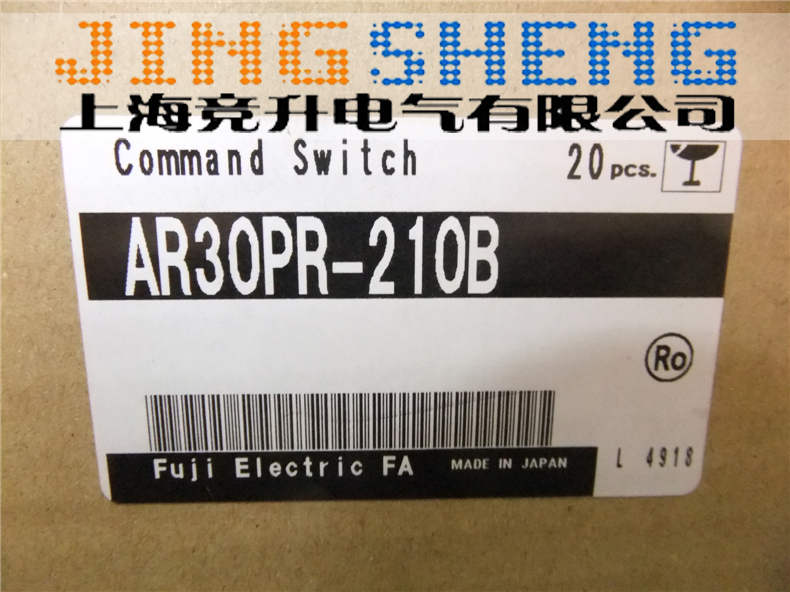 JINGSHENG
上海竞升电气有限公司
Command Switch 20 pcs.
AR30PR-210B
Ro
Fuji Electric FA MADE IN JAPAN L 4918